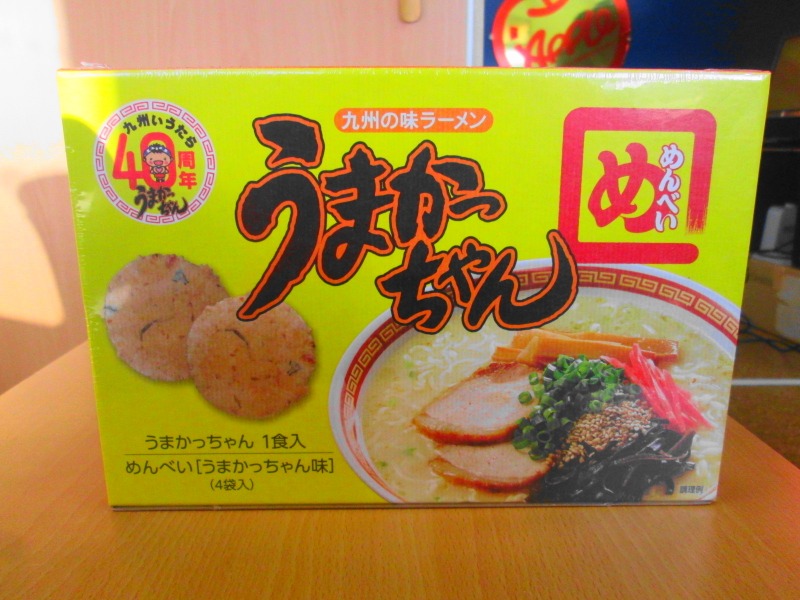 九州いうたら
40周年
うまかっちゃん
九州の味ラーメン
うまかっ
ちゃん
め
めんべい
うまかっちゃん 1食入
めんべい[うまかっちゃん味]
(4袋入)
調理例